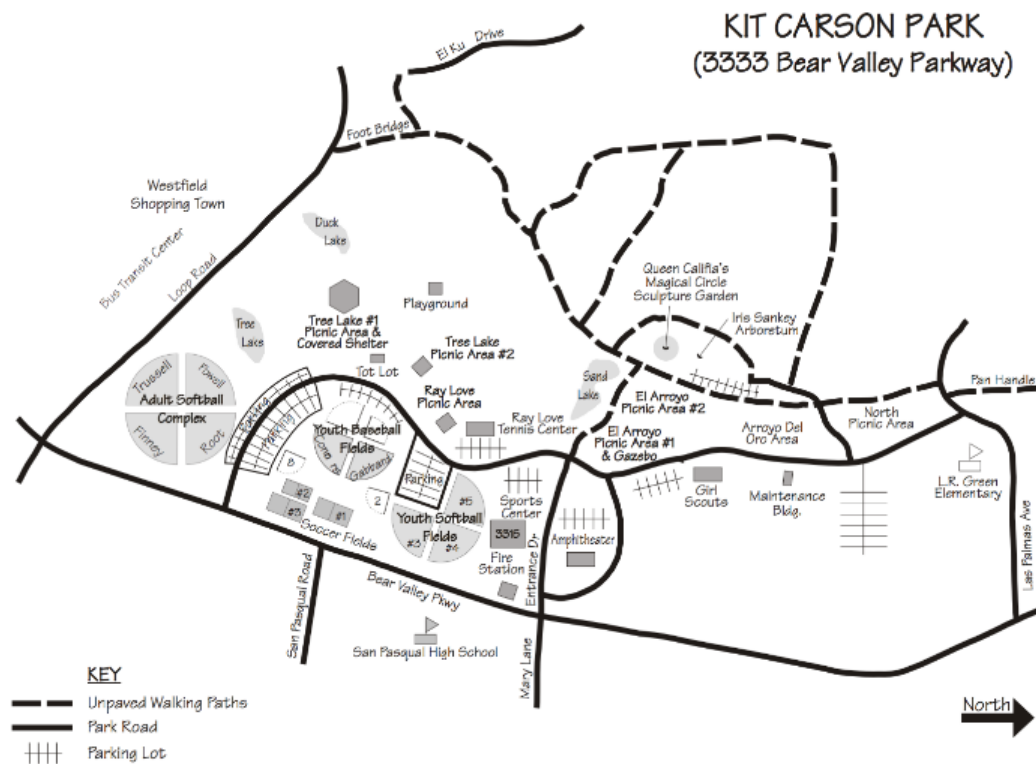 KIT CARSON PARK
(3333 Bear Valley Parkway)
El Ku Drive
Foot Bridge
Westfield
Shopping Town
Bus Transit Center
Loop Road
Duck
Lake
Playground
Queen Califia's
Magical Circle
Sculpture Garden
Iris Sankey
Arboretum
Tree Lake #1
Picnic Area &
Covered Shelter
Tree
Lake
Tot Lot
Tree Lake
Picnic Area #2
Ray Love
Picnic Area
Sand
Lake
El Arroyo
Picnic Area #2
Pan Handle
Trussell
Powell
Adult Softball
Complex
Finney
Root
Parking
Parking
Youth Baseball
Fields
Gabbard
Parking
Ray Love
Tennis Center
El Arroyo
Picnic Area #1
& Gazebo
Arroyo Del
Oro Area
North
Picnic Area
L.R. Green
Elementary
Girl
Scouts
Maintenance
Bldg.
#2
#3
#1
Soccer Fields
2
#5
Youth Softball
Fields
#3
#4
Sports
Center
3315
Fire
Station
Amphitheater
Entrance Dr
Las Palmas Ave
San Pasqual Road
Bear Valley Pkwy
San Pasqual High School
Mary Lane
KEY
Unpaved Walking Paths
Park Road
Parking Lot
North